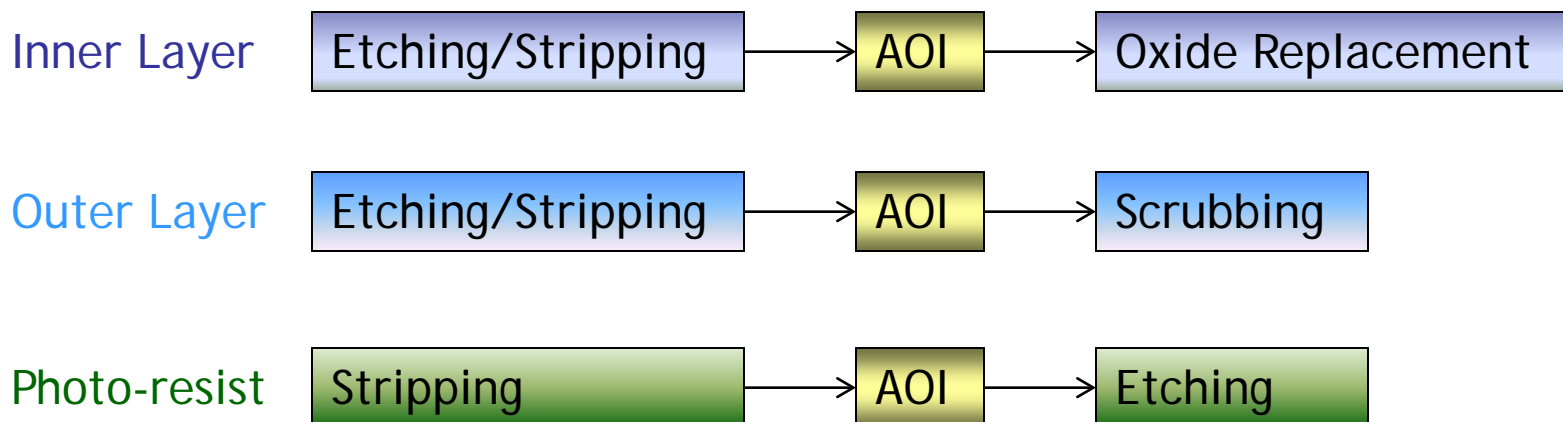 Inner Layer Etching/Stripping AOI Oxide Replacement
Outer Layer Etching/Stripping AOI Scrubbing
Photo-resist Stripping AOI Etching